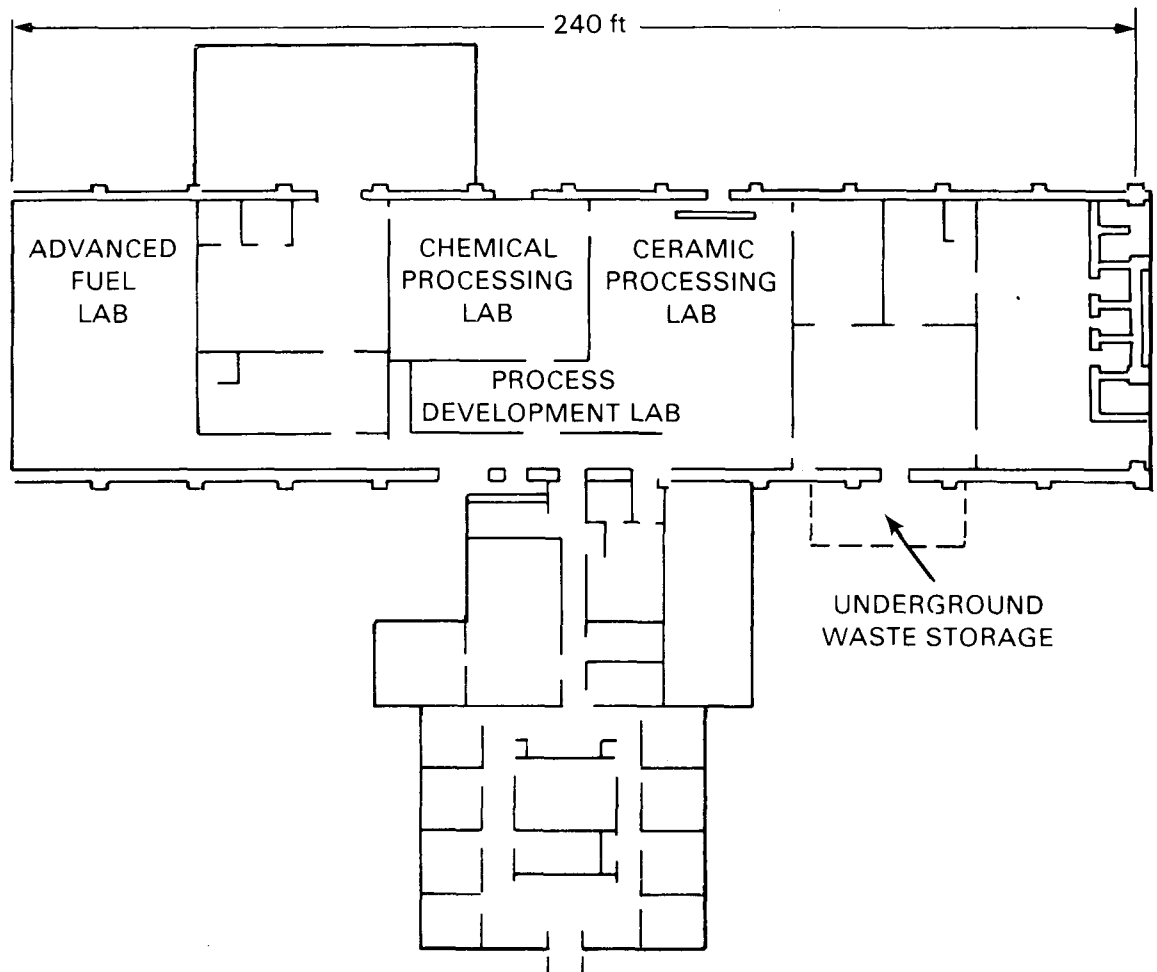 240 ft
ADVANCED
FUEL
LAB
CHEMICAL
PROCESSING
LAB
CERAMIC
PROCESSING
LAB
PROCESS
DEVELOPMENT LAB
UNDERGROUND
WASTE STORAGE